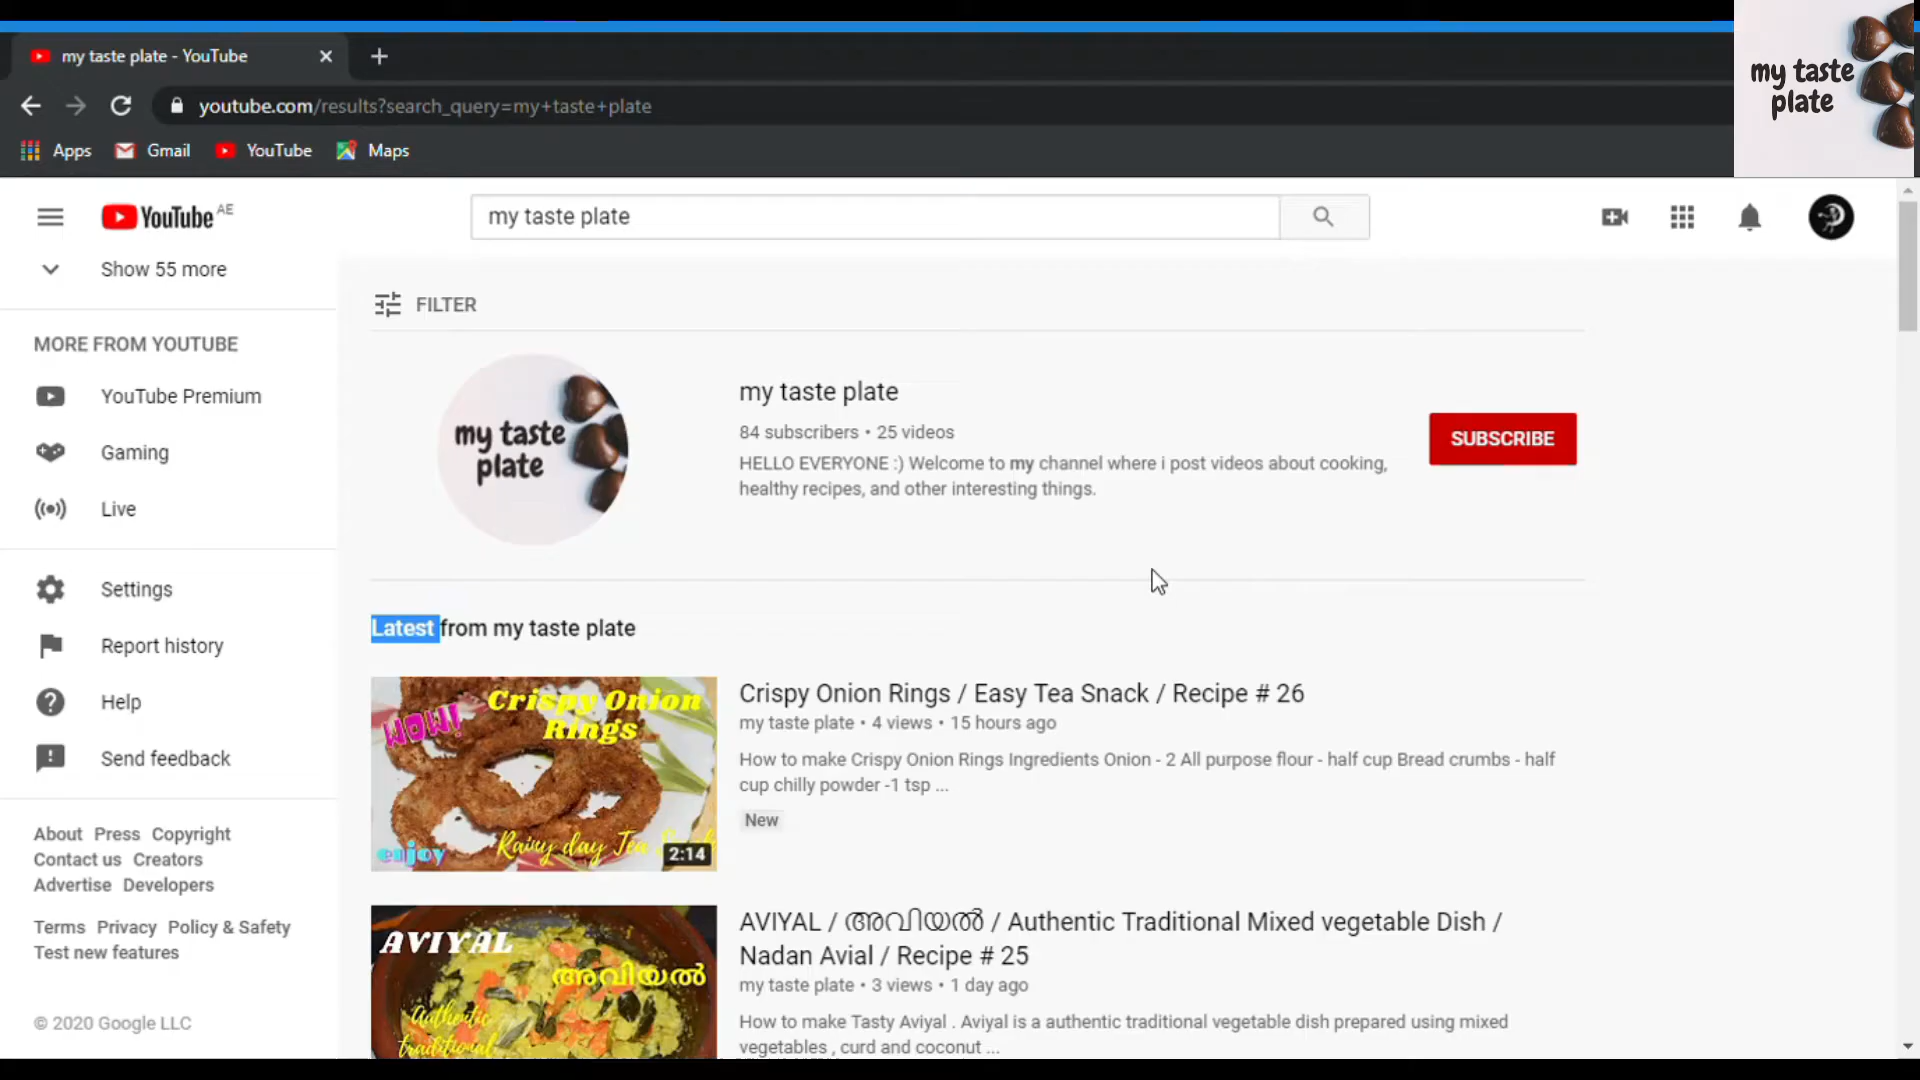 my taste plate - YouTube
youtube.com/results?search_query=my+taste+plate
Apps Gmail YouTube Maps
my taste
plate
YouTube AE
my taste plate
Show 55 more
MORE FROM YOUTUBE
YouTube Premium
Gaming
Live
Settings
Report history
Help
Send feedback
About Press Copyright
Contact us Creators
Advertise Developers
Terms Privacy Policy & Safety
Test new features
© 2020 Google LLC
FILTER
my taste
plate
my taste plate
84 subscribers • 25 videos
HELLO EVERYONE :) Welcome to my channel where i post videos about cooking,
healthy recipes, and other interesting things.
SUBSCRIBE
Latest from my taste plate
WOW!
Crispy Onion
Rings
enjoy
Rainy day Tea
2:14
Crispy Onion Rings / Easy Tea Snack / Recipe # 26
my taste plate • 4 views • 15 hours ago
How to make Crispy Onion Rings Ingredients Onion - 2 All purpose flour - half cup Bread crumbs - half
cup chilly powder -1 tsp ...
New
AVIYAL
അവിയൽ
Authentic
traditional
AVIYAL / അവിയൽ / Authentic Traditional Mixed vegetable Dish /
Nadan Avial / Recipe # 25
my taste plate • 3 views • 1 day ago
How to make Tasty Aviyal . Aviyal is a authentic traditional vegetable dish prepared using mixed
vegetables , curd and coconut ...